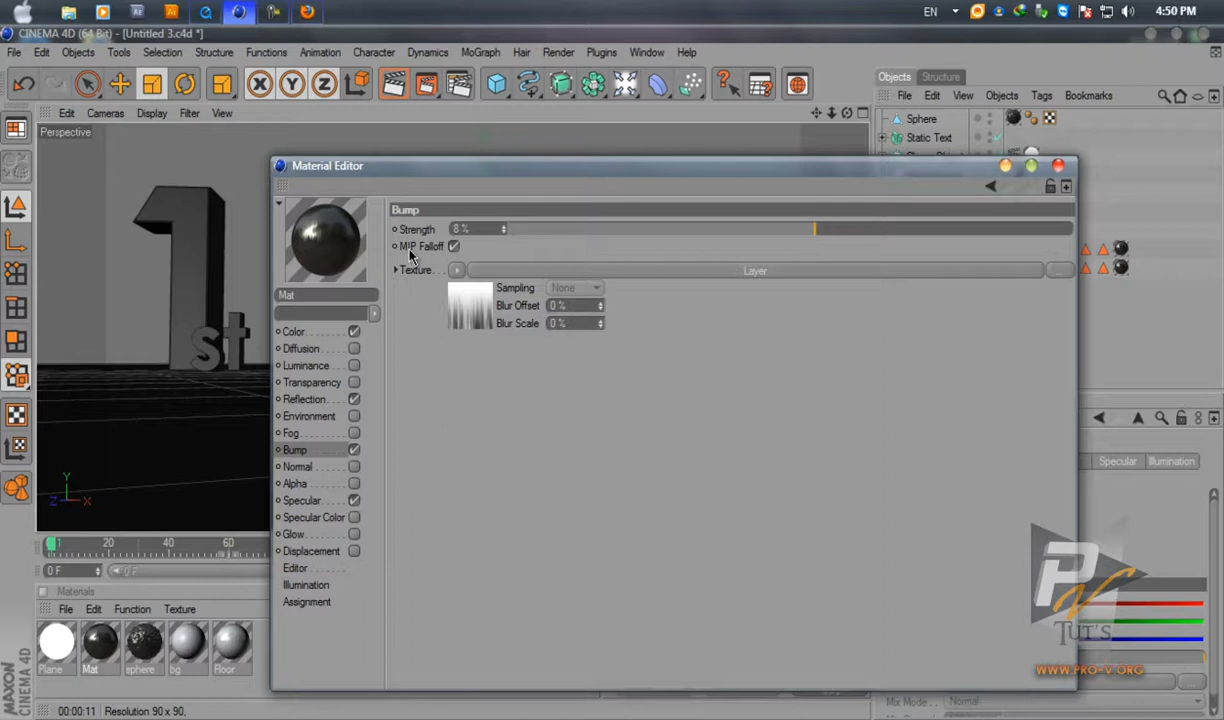 EN
4:50 PM
CINEMA 4D (64 Bit) - [Untitled 3.c4d *]
File Edit Objects Tools Selection Structure Functions Animation Character Dynamics MoGraph Hair Render Plugins Window Help
X Y Z
Objects Structure
File Edit View Objects Tags Bookmarks
Edit Cameras Display Filter View
Perspective
Sphere
Static Text
1st
Material Editor
Bump
Strength 8 %
MIP Falloff
Texture Layer ...
Sampling None
Blur Offset 0 %
Blur Scale 0 %
Mat
Color
Diffusion
Luminance
Transparency
Reflection
Environment
Fog
Bump
Normal
Alpha
Specular
Specular Color
Glow
Displacement
Editor
Illumination
Assignment
Specular Illumination
Y
Z X
1 20 40 60
0 F 0 F
Materials
File Edit Function Texture
Plane Mat sphere bg Floor
PV
TUT'S
WWW.PRO-V.ORG
Mix Mode Normal
MAXON
CINEMA 4D
00:00:11 Resolution 90 x 90,